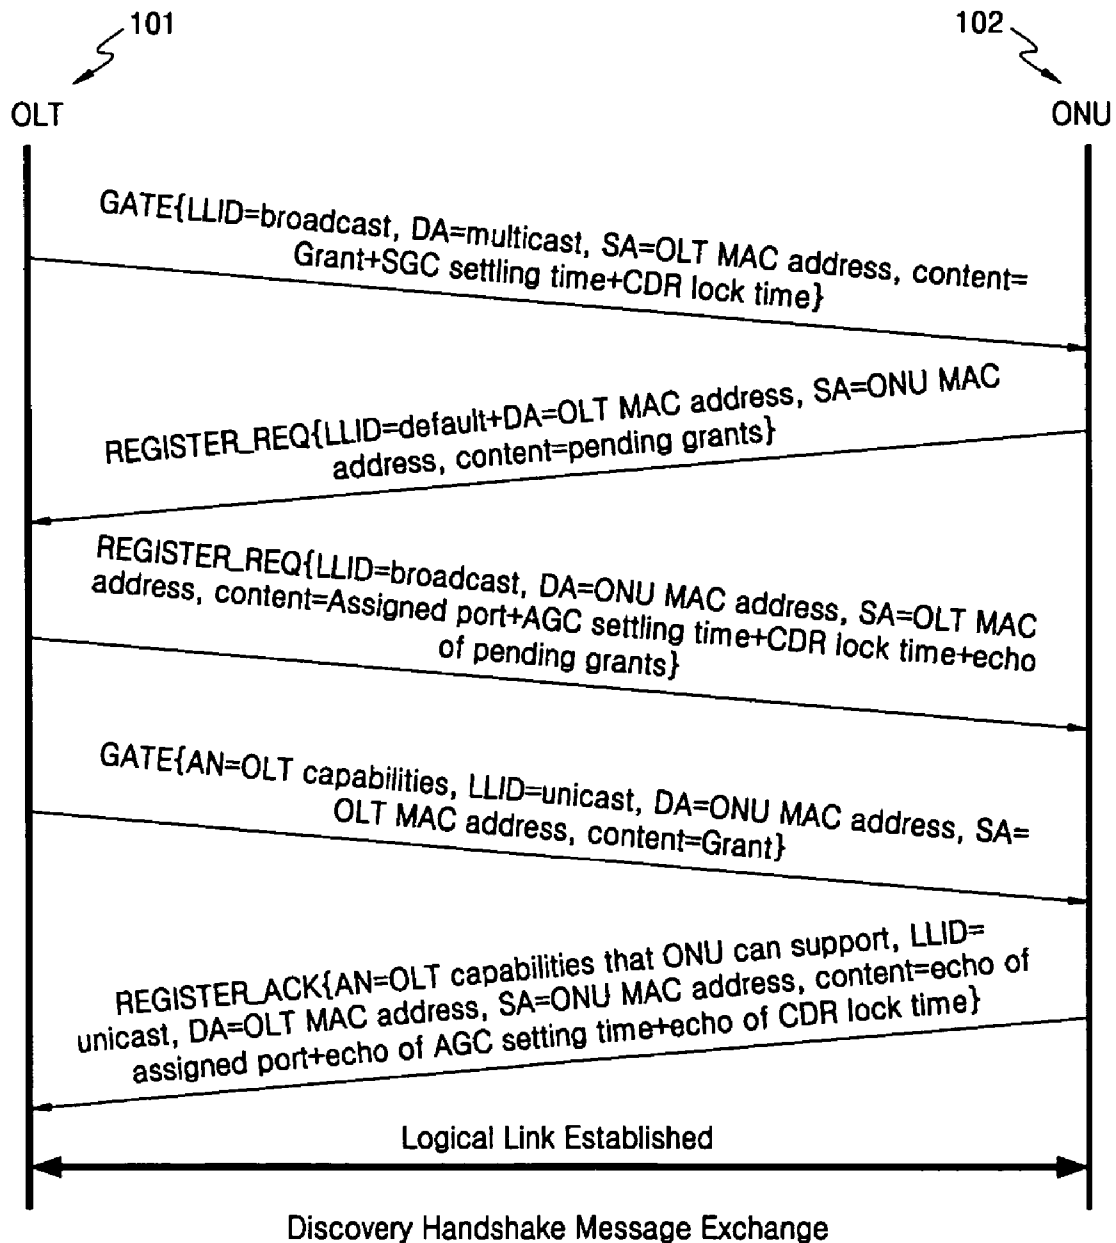 101
102
OLT
ONU
GATE{LLID=broadcast, DA=multicast, SA=OLT MAC address, content=
Grant+SGC settling time+CDR lock time}
REGISTER_REQ{LLID=default+DA=OLT MAC address, SA=ONU MAC
address, content=pending grants}
REGISTER_REQ{LLID=broadcast, DA=ONU MAC address, SA=OLT MAC
address, content=Assigned port+AGC settling time+CDR lock time+echo
of pending grants}
GATE{AN=OLT capabilities, LLID=unicast, DA=ONU MAC address, SA=
OLT MAC address, content=Grant}
REGISTER_ACK{AN=OLT capabilities that ONU can support, LLID=
unicast, DA=OLT MAC address, SA=ONU MAC address, content=echo of
assigned port+echo of AGC setting time+echo of CDR lock time}
Logical Link Established
Discovery Handshake Message Exchange